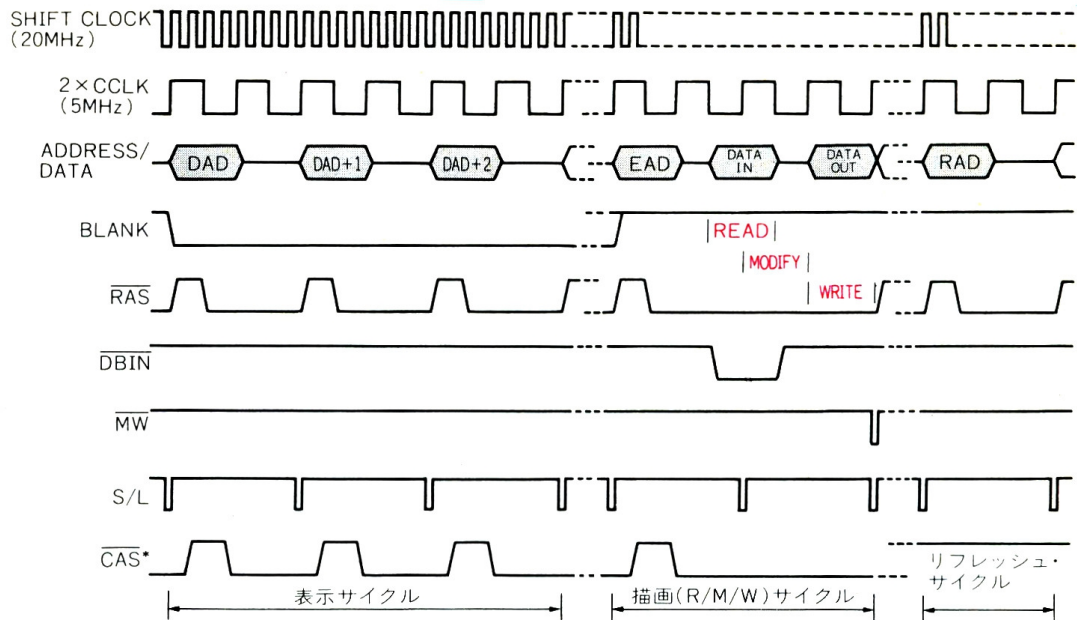 SHIFT CLOCK
(20MHz)
2×CCLK
(5MHz)
ADDRESS/
DATA
DAD
DAD+1
DAD+2
EAD
DATA
IN
DATA
OUT
RAD
BLANK
READ
MODIFY
WRITE
RAS
DBIN
MW
S/L
CAS*
表示サイクル
描画(R/M/W)サイクル
リフレッシュ・
サイクル